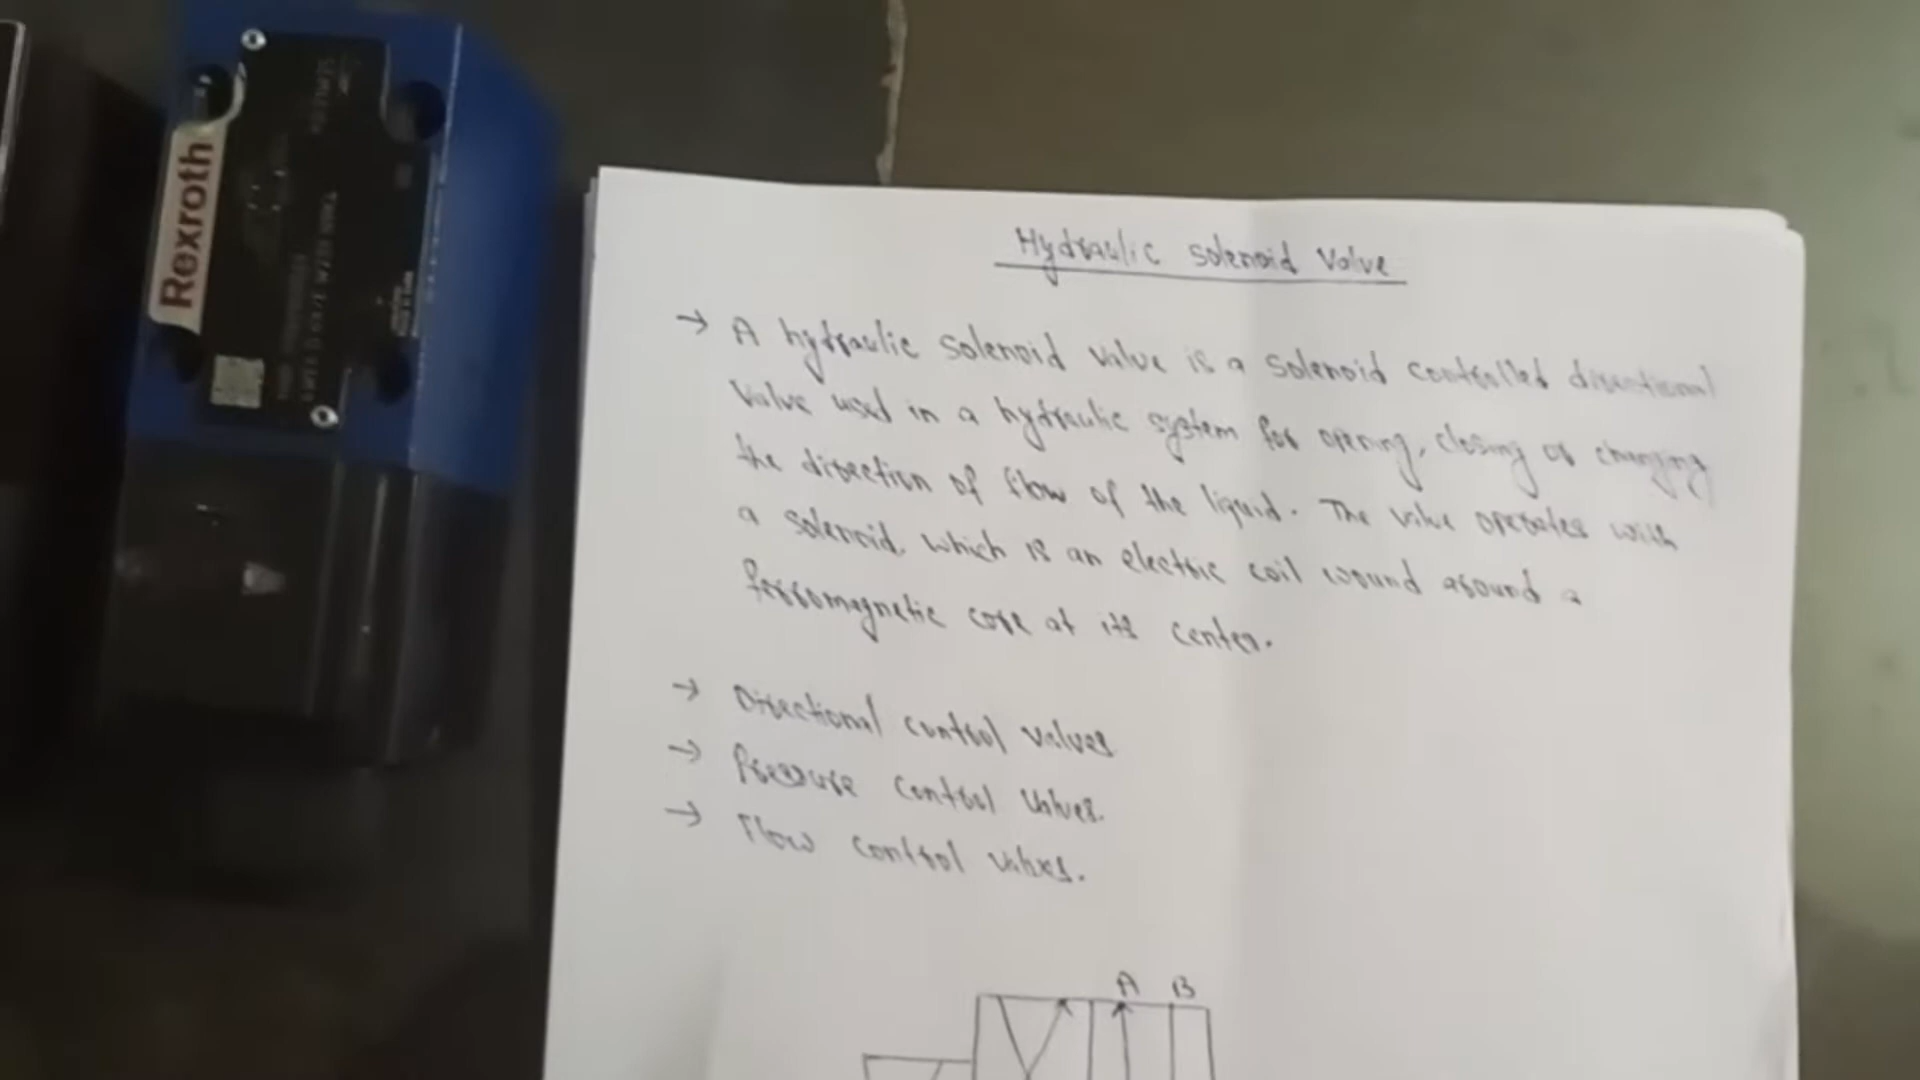 Rexroth
Hydraulic Solenoid Valve
→ A hydraulic solenoid valve is a solenoid controlled directional
valve used in a hydraulic system for opening, closing or changing
the direction of flow of the liquid. The valve operates with
a solenoid, which is an electric coil wound around a
ferromagnetic core at its center.
→ Directional control valves
→ Pressure control valves.
→ Flow control valves.
A B